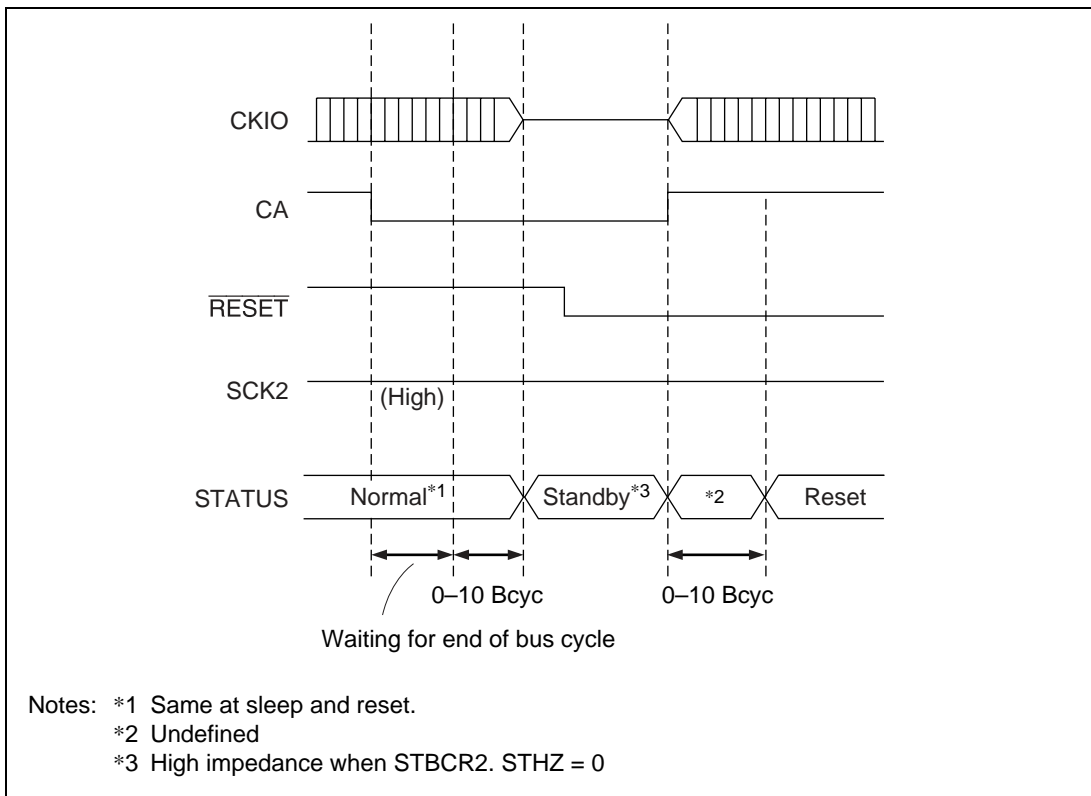 CKIO
CA
RESET
SCK2
(High)
STATUS
Normal*1
Standby*3
*2
Reset
0–10 Bcyc
0–10 Bcyc
Waiting for end of bus cycle
Notes: *1 Same at sleep and reset.
*2 Undefined
*3 High impedance when STBCR2. STHZ = 0